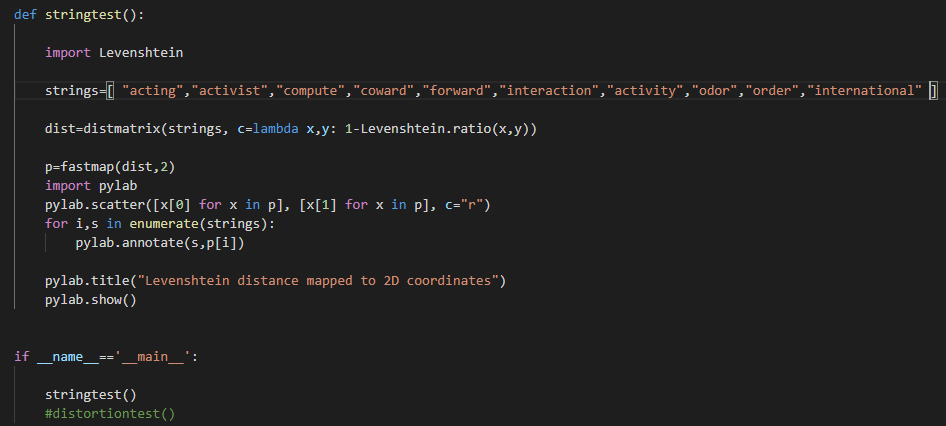 def stringtest():
    import Levenshtein
    strings=[ "acting","activist","compute","coward","forward","interaction","activity","odor","order","international" ]
    dist=distmatrix(strings, c=lambda x,y: 1-Levenshtein.ratio(x,y))
    p=fastmap(dist,2)
    import pylab
    pylab.scatter([x[0] for x in p], [x[1] for x in p], c="r")
    for i,s in enumerate(strings):
        pylab.annotate(s,p[i])
    pylab.title("Levenshtein distance mapped to 2D coordinates")
    pylab.show()
if __name__=='__main__':
    stringtest()
    #distortiontest()